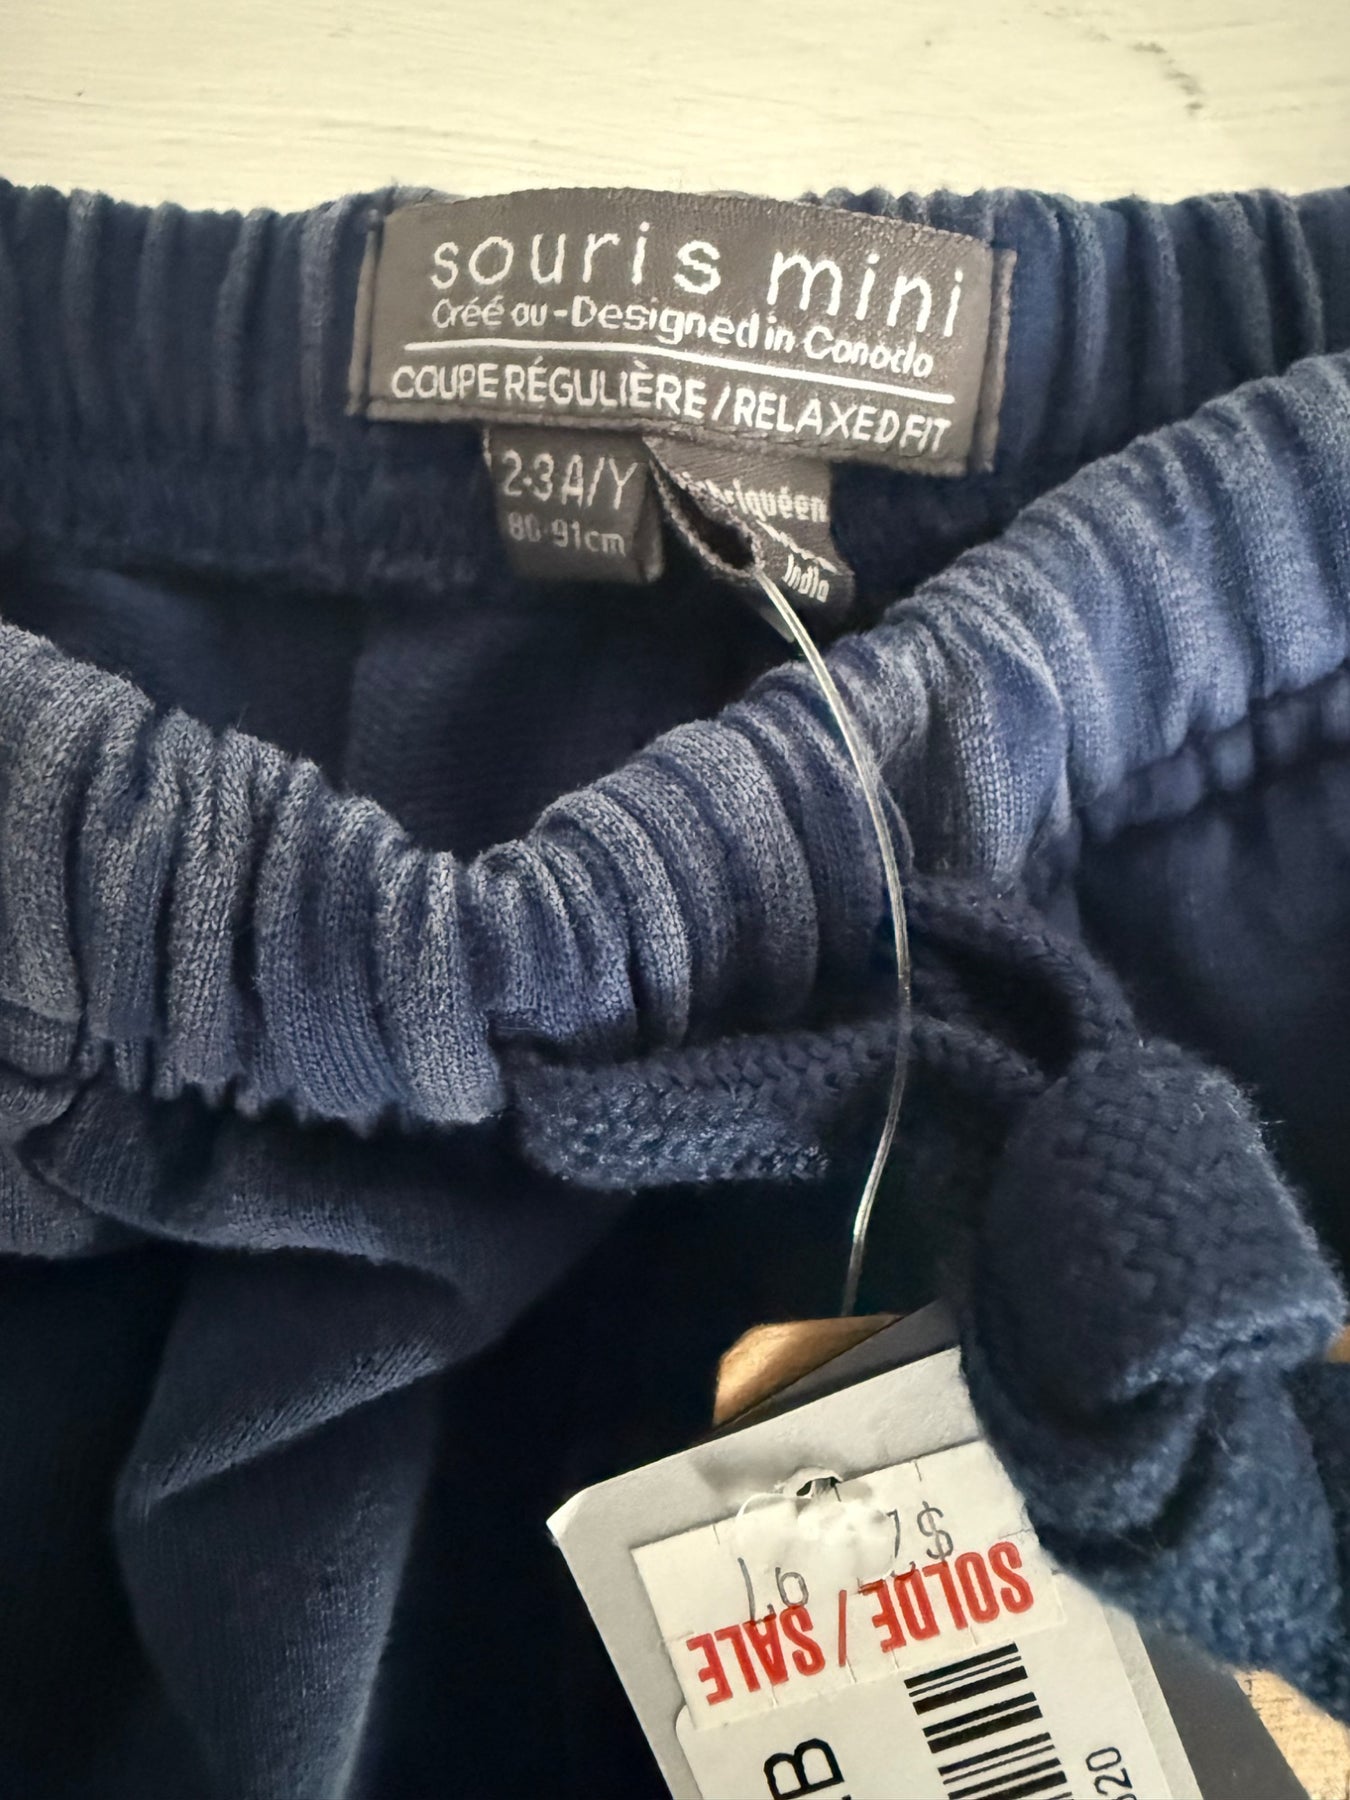 souris mini
Créé au - Designed in Canada
COUPE RÉGULIÈRE / RELAXED FIT
2-3 A/Y
80-91cm
India
SOLDE / SALE